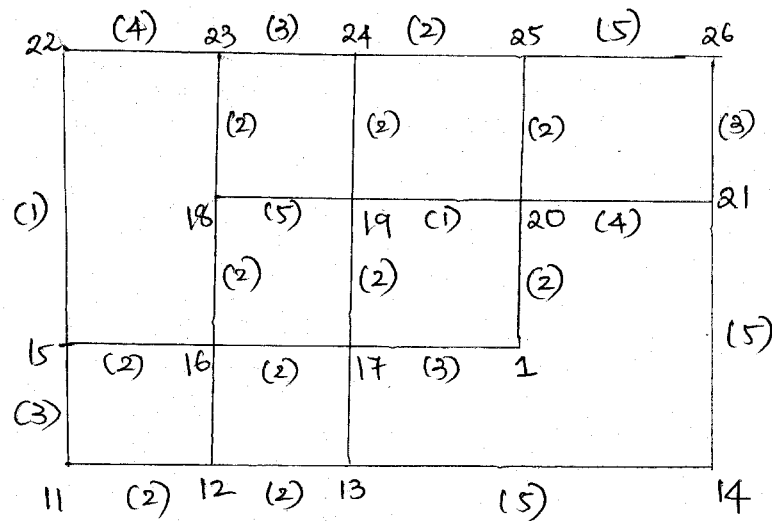 22 (4) 23 (3) 24 (2) 25 (5) 26
(2) (2) (2) (3)
(1) 18 (5) 19 (1) 20 (4) 21
(2) (2) (2)
15 (2) 16 (2) 17 (3) 1 (5)
(3)
11 (2) 12 (2) 13 (5) 14